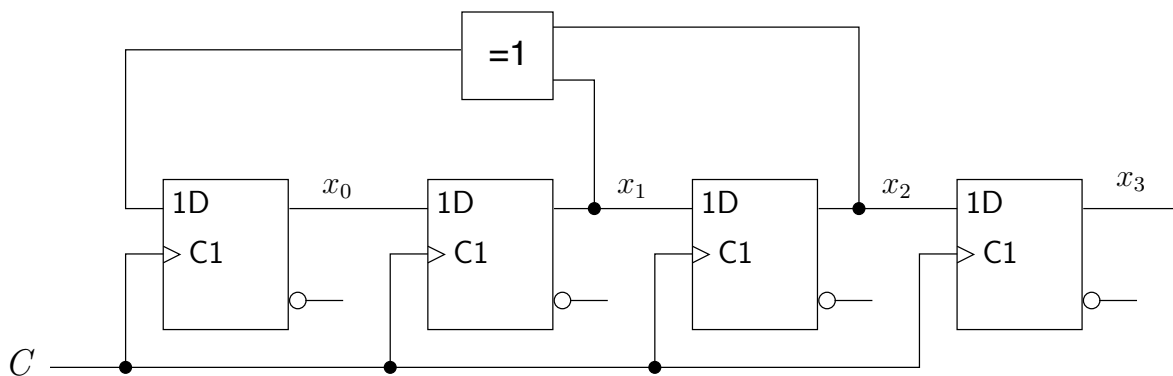 =1
x₀ x₁ x₂ x₃
1D 1D 1D 1D
C1 C1 C1 C1
C